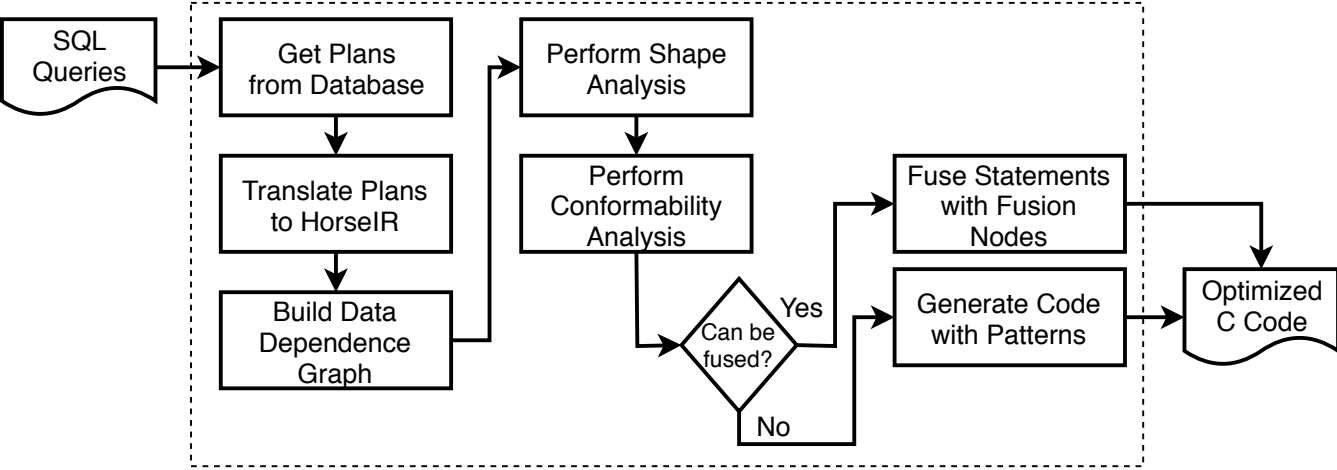 SQL
Queries
Get Plans
from Database
Translate Plans
to HorseIR
Build Data
Dependence
Graph
Perform Shape
Analysis
Perform
Conformability
Analysis
Can be
fused?
Yes
No
Fuse Statements
with Fusion
Nodes
Generate Code
with Patterns
Optimized
C Code